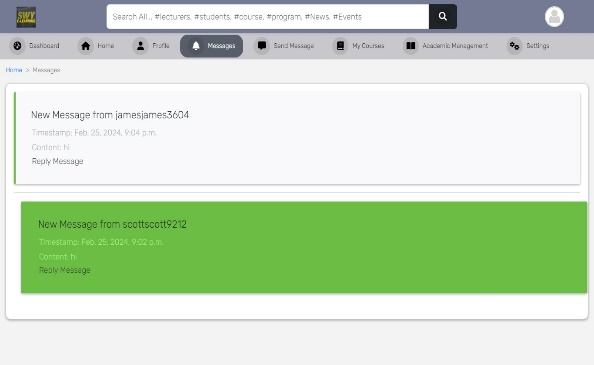 SWY
Search All... #lecturers, #students, #course, #program, #News, #Events
Dashboard Home Profile Messages Send Message My Courses Academic Management Settings
Home > Messages
New Message from jamesjames3604
Timestamp: Feb. 25, 2024, 9:04 p.m.
Content: hi
Reply Message
New Message from scottscott9212
Timestamp: Feb. 25, 2024, 9:02 p.m.
Content: hi
Reply Message